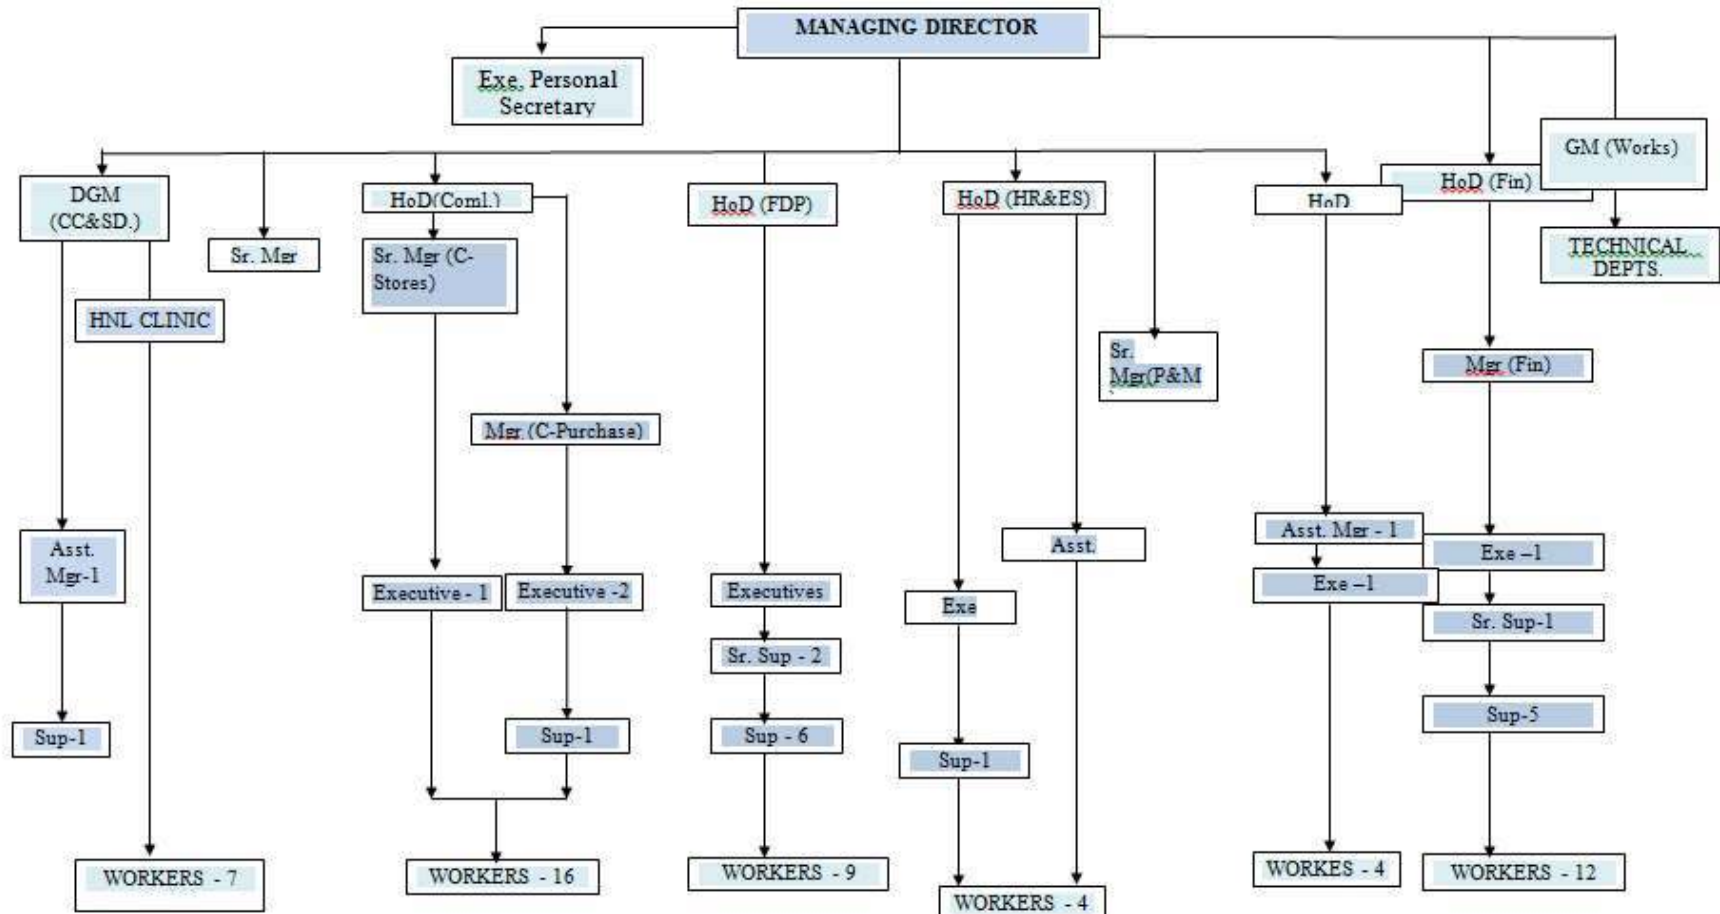 MANAGING DIRECTOR
Exe. Personal
Secretary
GM (Works)
DGM
(CC&SD.)
HoD(Coml.)
HoD (FDP)
HoD (HR&ES)
HoD
HoD (Fin)
Sr. Mgr
Sr. Mgr (C-
Stores)
TECHNICAL
DEPTS.
HNL CLINIC
Sr.
Mgr(P&M
Mgr (Fin)
Mgr (C-Purchase)
Asst.
Mgr-1
Asst.
Asst. Mgr - 1
Exe –1
Executive - 1
Executive -2
Executives
Exe
Exe –1
Sr. Sup-1
Sr. Sup - 2
Sup-1
Sup-1
Sup - 6
Sup-1
Sup-5
WORKERS - 7
WORKERS - 16
WORKERS - 9
WORKERS - 4
WORKES - 4
WORKERS - 12